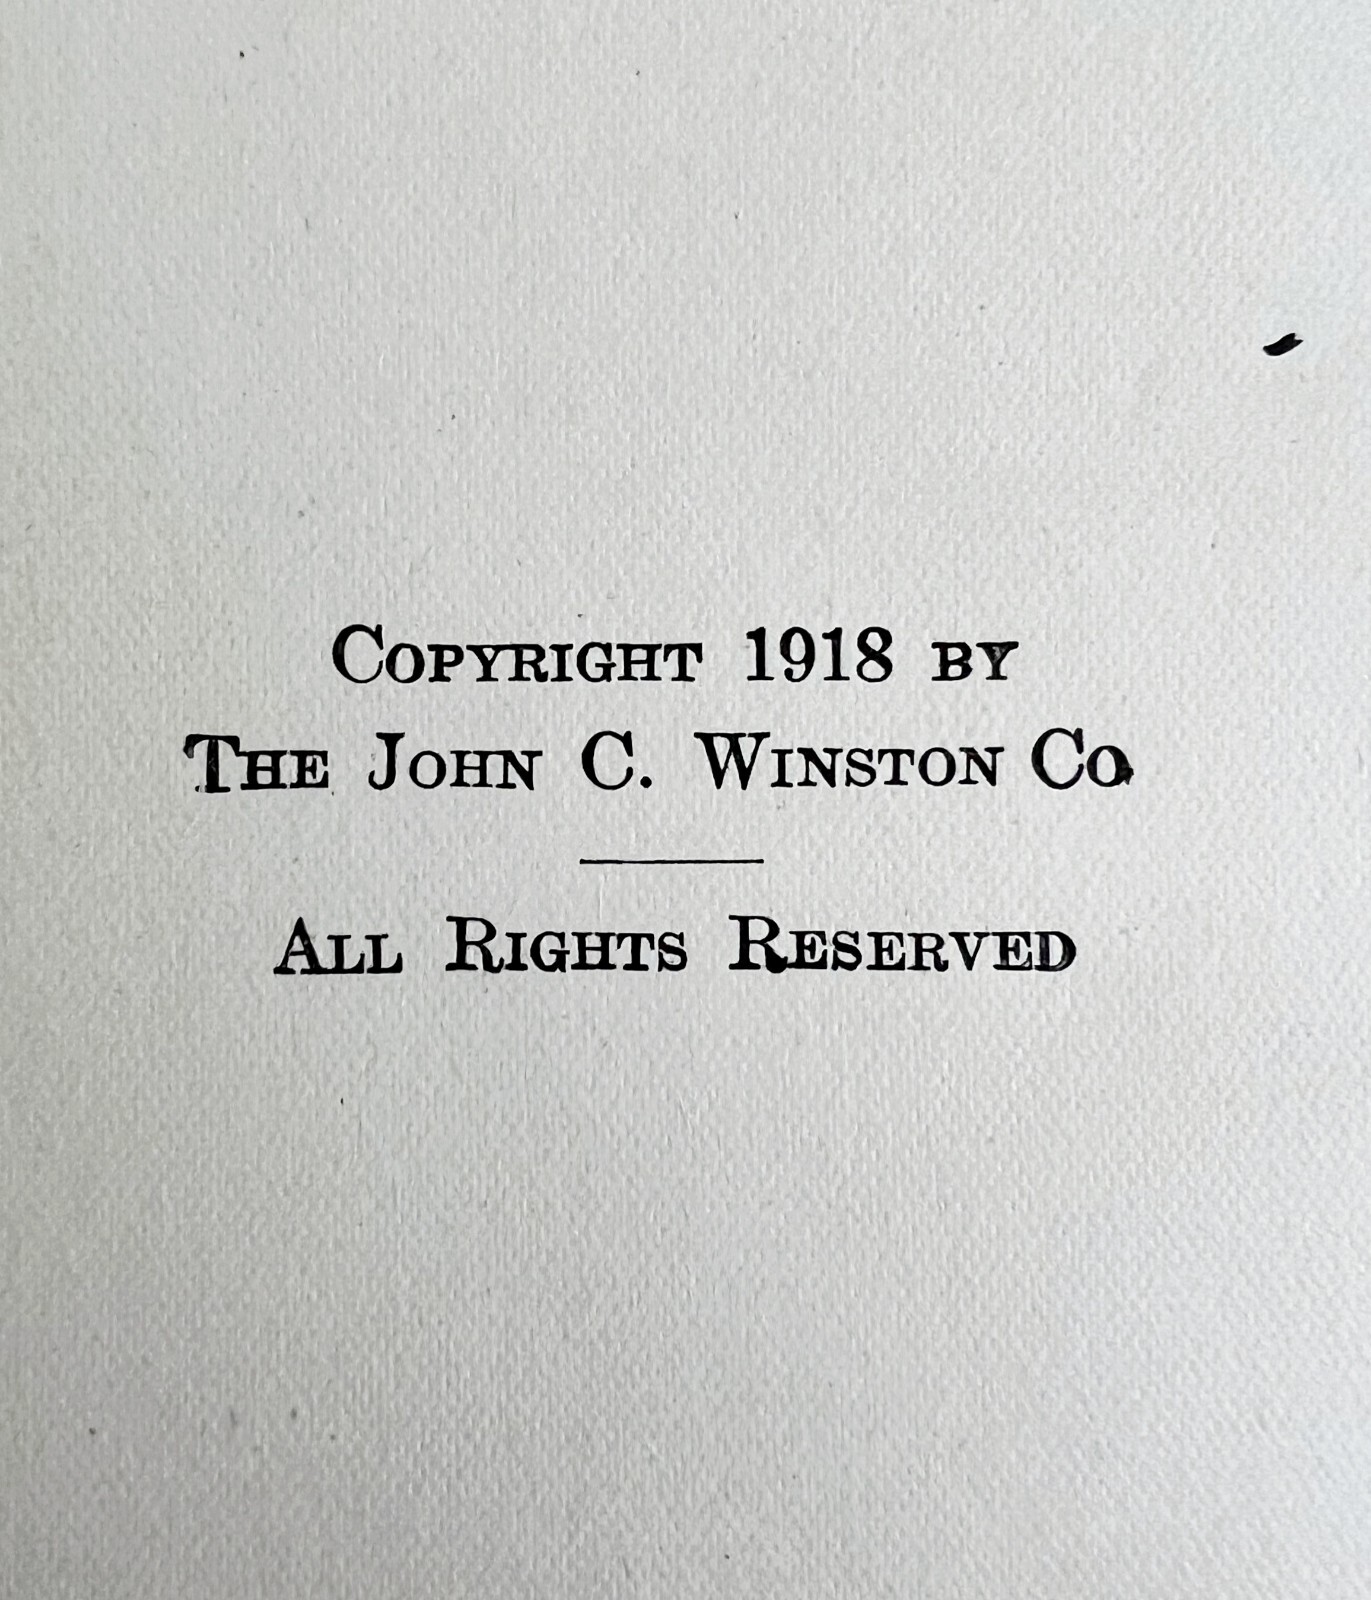 Copyright 1918 by
The John C. Winston Co
All Rights Reserved